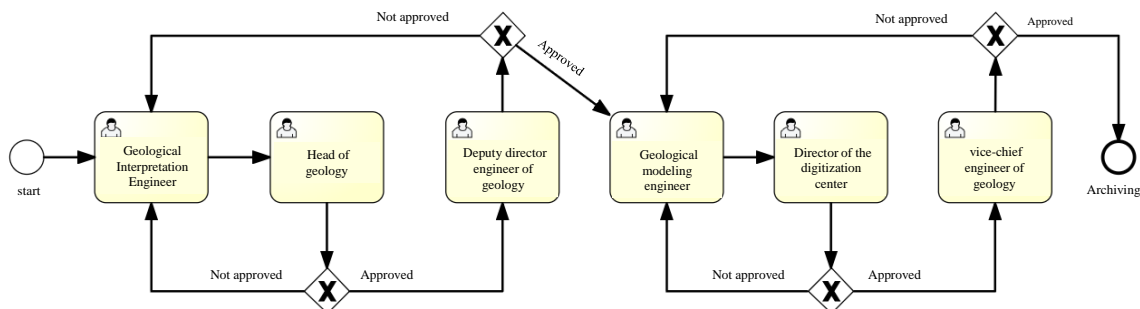 Not approved
Approved
Not approved
Approved
start
Geological
Interpretation
Engineer
Head of
geology
Deputy director
engineer of
geology
Geological
modeling
engineer
Director of the
digitization
center
vice-chief
engineer of
geology
Archiving
Not approved
Approved
Not approved
Approved